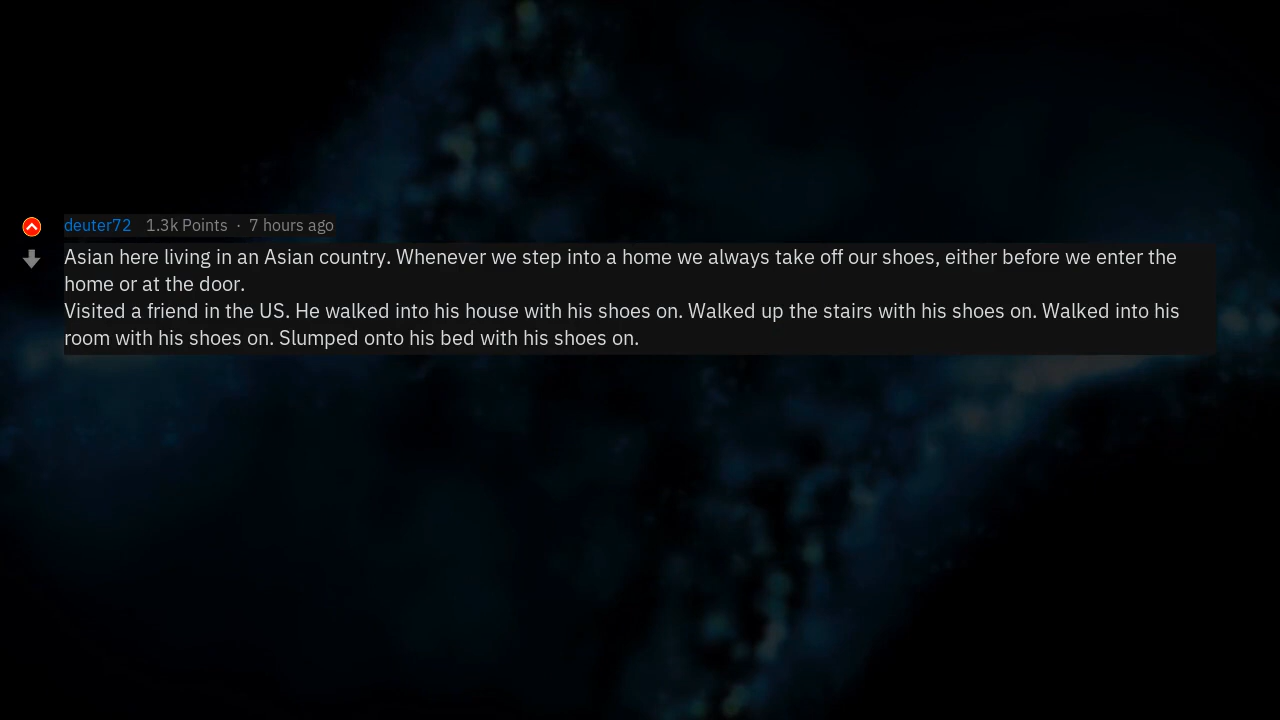 deuter72 1.3k Points · 7 hours ago
Asian here living in an Asian country. Whenever we step into a home we always take off our shoes, either before we enter the
home or at the door.
Visited a friend in the US. He walked into his house with his shoes on. Walked up the stairs with his shoes on. Walked into his
room with his shoes on. Slumped onto his bed with his shoes on.